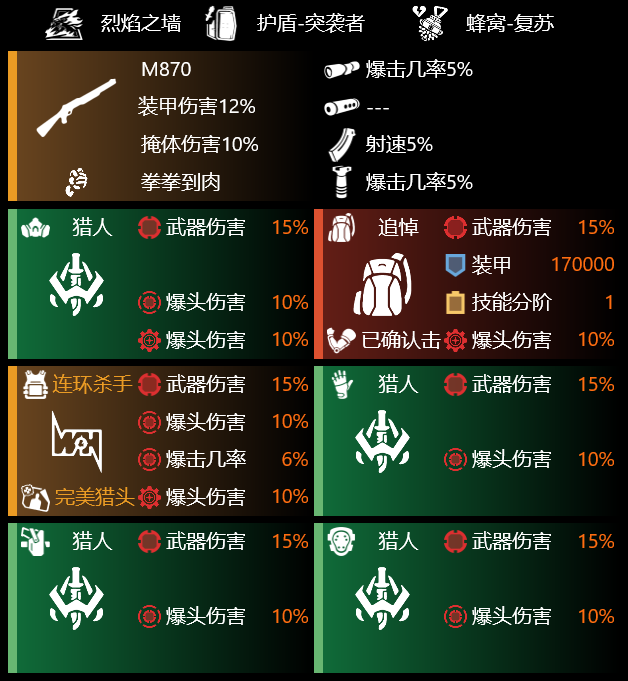 烈焰之墙 护盾-突袭者 蜂窝-复苏
M870 爆击几率5%
装甲伤害12% ---
掩体伤害10% 射速5%
拳拳到肉 爆击几率5%
猎人 武器伤害 15%
爆头伤害 10%
爆头伤害 10%
追悼 武器伤害 15%
装甲 170000
技能分阶 1
已确认击 爆头伤害 10%
连环杀手 武器伤害 15%
爆头伤害 10%
爆击几率 6%
完美猎头 爆头伤害 10%
猎人 武器伤害 15%
爆头伤害 10%
猎人 武器伤害 15%
爆头伤害 10%
猎人 武器伤害 15%
爆头伤害 10%